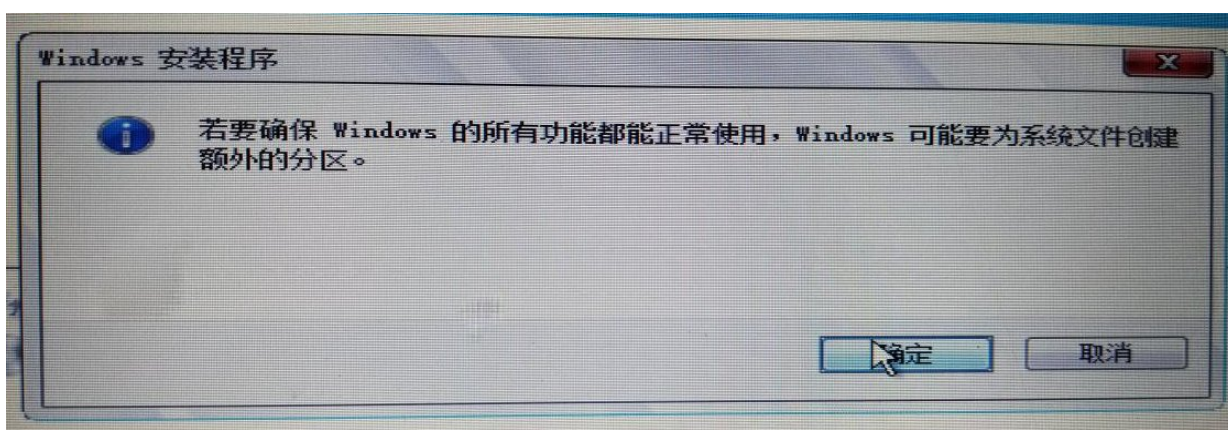 Windows 安装程序
若要确保 Windows 的所有功能都能正常使用，Windows 可能要为系统文件创建
额外的分区。
确定
取消